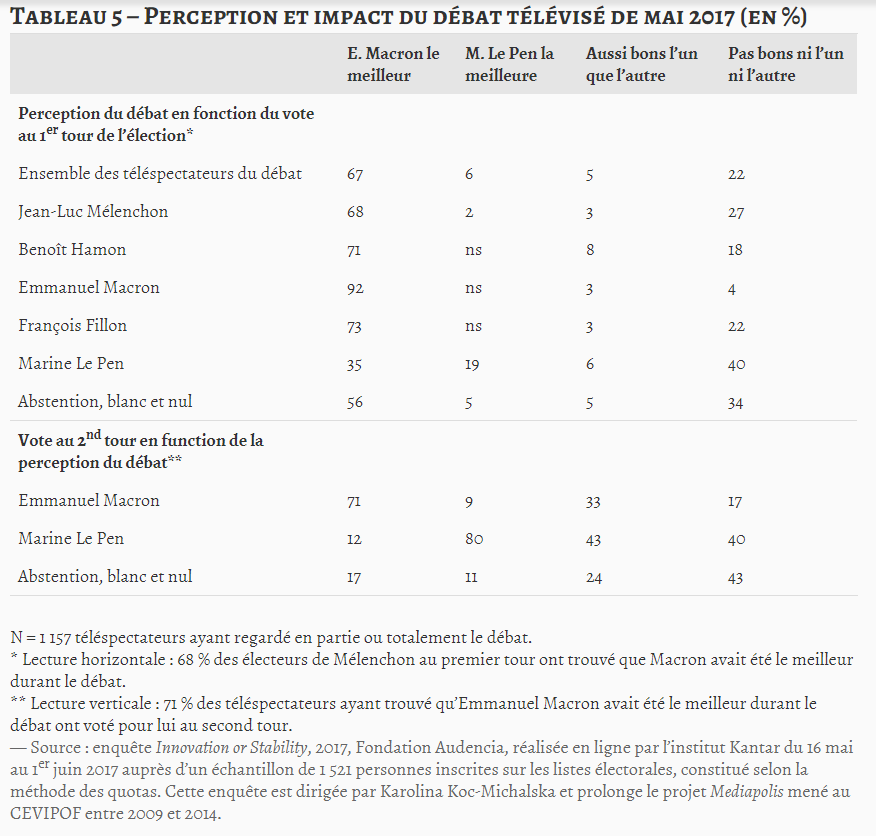 Tableau 5 – Perception et impact du débat télévisé de mai 2017 (en %)
E. Macron le meilleur	M. Le Pen la meilleure	Aussi bons l’un que l’autre	Pas bons ni l’un ni l’autre
Perception du débat en fonction du vote
au 1er tour de l’élection*
Ensemble des téléspectateurs du débat	67	6	5	22
Jean-Luc Mélenchon	68	2	3	27
Benoît Hamon	71	ns	8	18
Emmanuel Macron	92	ns	3	4
François Fillon	73	ns	3	22
Marine Le Pen	35	19	6	40
Abstention, blanc et nul	56	5	5	34
Vote au 2nd tour en function de la
perception du débat**
Emmanuel Macron	71	9	33	17
Marine Le Pen	12	80	43	40
Abstention, blanc et nul	17	11	24	43
N = 1 157 téléspectateurs ayant regardé en partie ou totalement le débat.
* Lecture horizontale : 68 % des électeurs de Mélenchon au premier tour ont trouvé que Macron avait été le meilleur
durant le débat.
** Lecture verticale : 71 % des téléspectateurs ayant trouvé qu’Emmanuel Macron avait été le meilleur durant le
débat ont voté pour lui au second tour.
— Source : enquête Innovation or Stability, 2017, Fondation Audencia, réalisée en ligne par l’institut Kantar du 16 mai
au 1er juin 2017 auprès d’un échantillon de 1 521 personnes inscrites sur les listes électorales, constitué selon la
méthode des quotas. Cette enquête est dirigée par Karolina Koc-Michalska et prolonge le projet Mediapolis mené au
CEVIPOF entre 2009 et 2014.